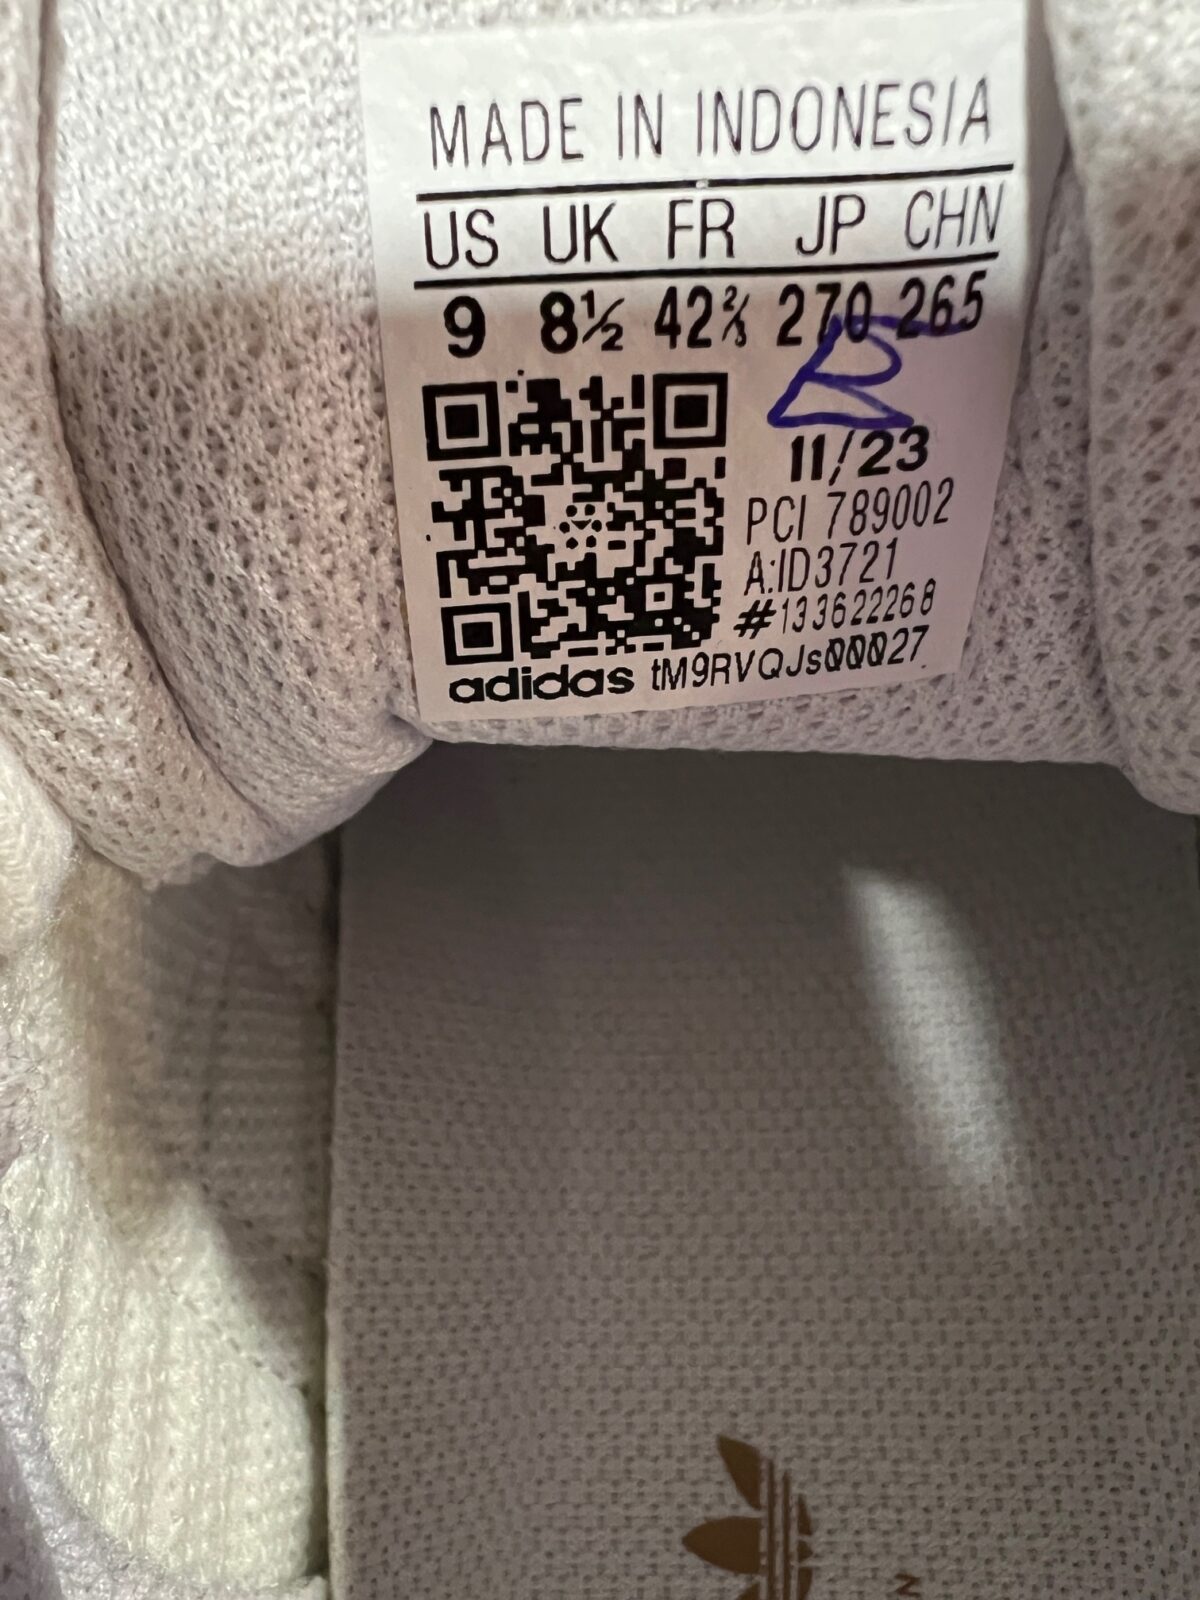 MADE IN INDONESIA
US UK FR JP CHN
9 8½ 42⅔ 270 265
11/23
PCI 789002
A:ID3721
#133622268
adidas tM9RVQJs00027